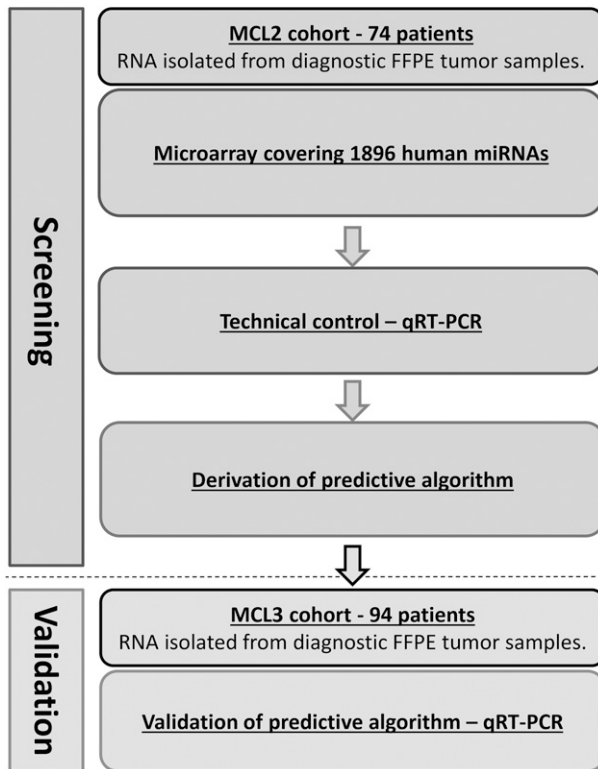 MCL2 cohort - 74 patients
RNA isolated from diagnostic FFPE tumor samples.
Microarray covering 1896 human miRNAs
Screening
Technical control – qRT-PCR
Derivation of predictive algorithm
MCL3 cohort - 94 patients
RNA isolated from diagnostic FFPE tumor samples.
Validation
Validation of predictive algorithm – qRT-PCR